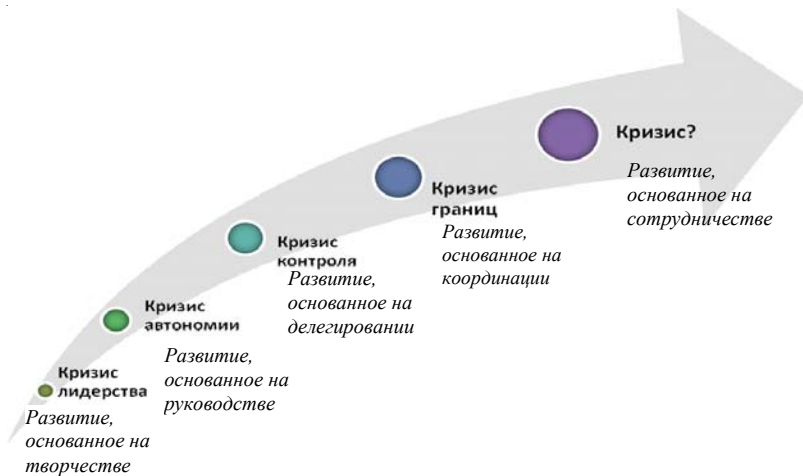 Кризис
лидерства
Развитие,
основанное на
творчестве
Кризис
автономии
Развитие,
основанное на
руководстве
Кризис
контроля
Развитие,
основанное на
делегировании
Кризис
границ
Развитие,
основанное на
координации
Кризис?
Развитие,
основанное на
сотрудничестве